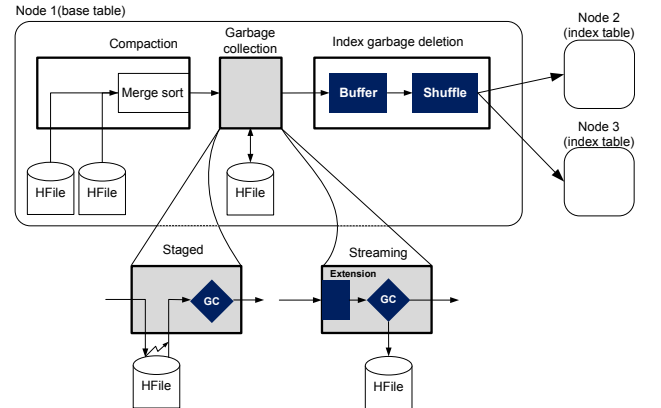 Node 1(base table)
Node 2
(index table)
Compaction
Garbage
collection
Index garbage deletion
Merge sort
Buffer
Shuffle
Node 3
(index table)
HFile
HFile
HFile
Staged
Streaming
Extension
GC
GC
HFile
HFile